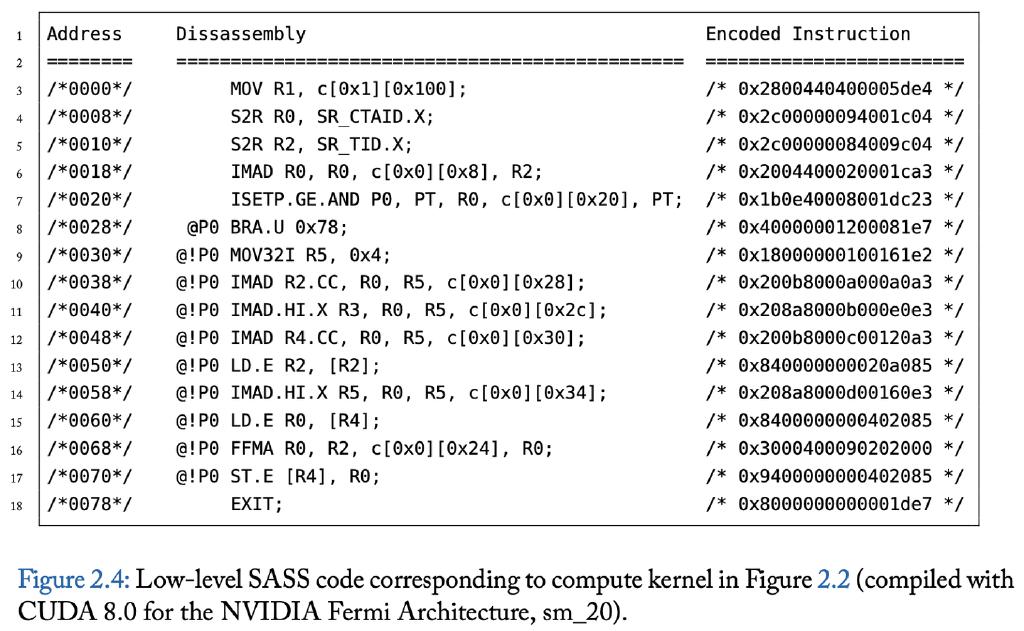 1 Address Dissassembly Encoded Instruction
2 ======== ================================================ ========================
3 /*0000*/ MOV R1, c[0x1][0x100]; /* 0x2800440400005de4 */
4 /*0008*/ S2R R0, SR_CTAID.X; /* 0x2c00000094001c04 */
5 /*0010*/ S2R R2, SR_TID.X; /* 0x2c00000084009c04 */
6 /*0018*/ IMAD R0, R0, c[0x0][0x8], R2; /* 0x2004400020001ca3 */
7 /*0020*/ ISETP.GE.AND P0, PT, R0, c[0x0][0x20], PT; /* 0x1b0e40008001dc23 */
8 /*0028*/ @P0 BRA.U 0x78; /* 0x40000001200081e7 */
9 /*0030*/ @!P0 MOV32I R5, 0x4; /* 0x18000000100161e2 */
10 /*0038*/ @!P0 IMAD R2.CC, R0, R5, c[0x0][0x28]; /* 0x200b8000a000a0a3 */
11 /*0040*/ @!P0 IMAD.HI.X R3, R0, R5, c[0x0][0x2c]; /* 0x208a8000b000e0e3 */
12 /*0048*/ @!P0 IMAD R4.CC, R0, R5, c[0x0][0x30]; /* 0x200b8000c00120a3 */
13 /*0050*/ @!P0 LD.E R2, [R2]; /* 0x840000000020a085 */
14 /*0058*/ @!P0 IMAD.HI.X R5, R0, R5, c[0x0][0x34]; /* 0x208a8000d00160e3 */
15 /*0060*/ @!P0 LD.E R0, [R4]; /* 0x8400000000402085 */
16 /*0068*/ @!P0 FFMA R0, R2, c[0x0][0x24], R0; /* 0x3000400090202000 */
17 /*0070*/ @!P0 ST.E [R4], R0; /* 0x9400000000402085 */
18 /*0078*/ EXIT; /* 0x8000000000001de7 */
Figure 2.4: Low-level SASS code corresponding to compute kernel in Figure 2.2 (compiled with
CUDA 8.0 for the NVIDIA Fermi Architecture, sm_20).